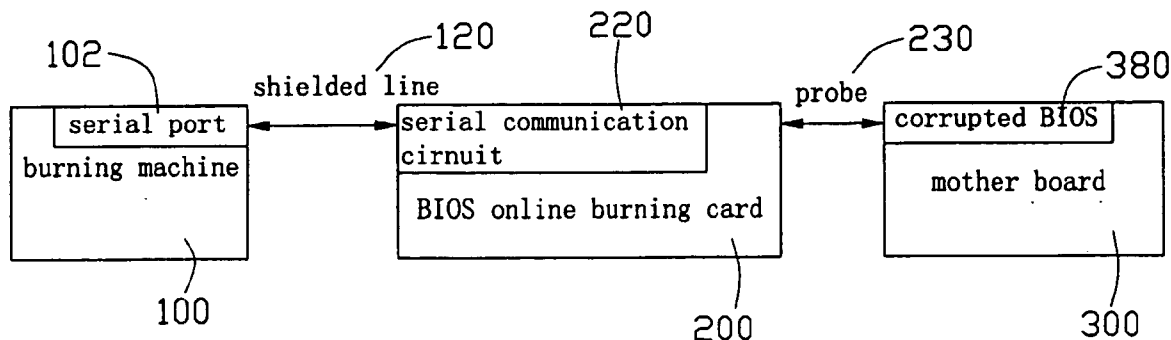 102
120
220
230
380
shielded line
probe
serial port
serial communication
cirnuit
corrupted BIOS
burning machine
BIOS online burning card
mother board
100
200
300